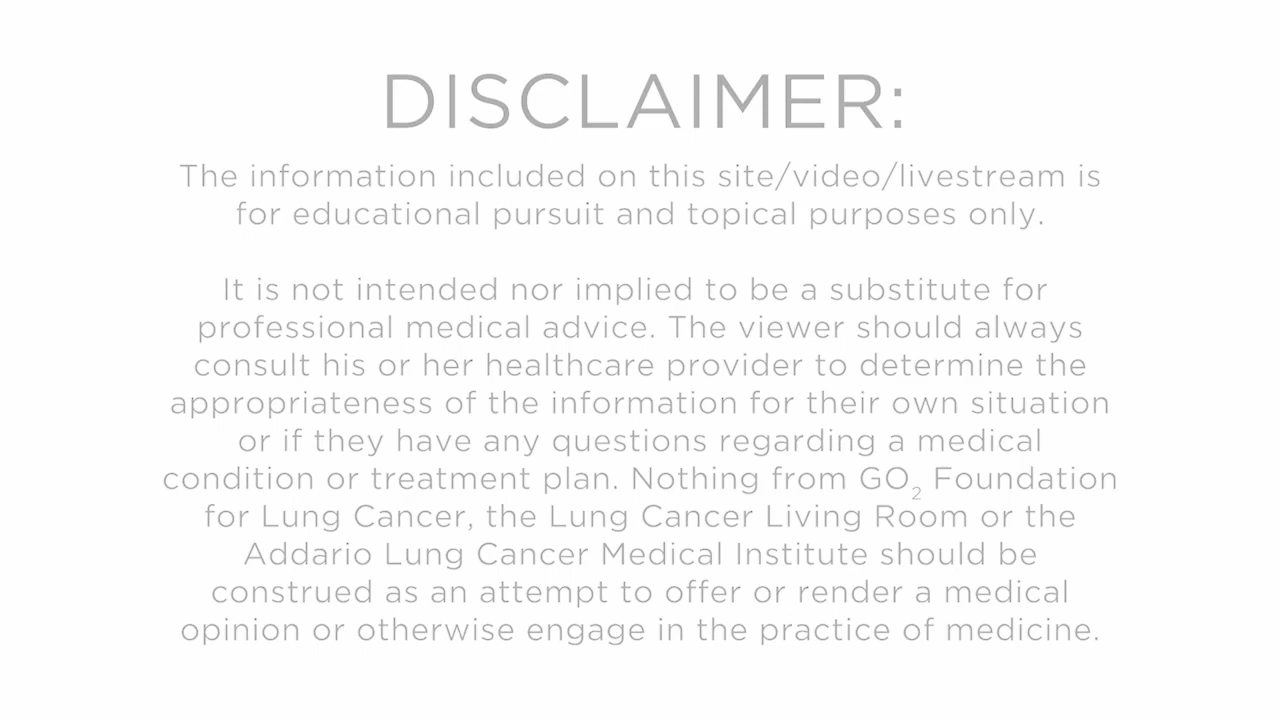 DISCLAIMER:
The information included on this site/video/livestream is
for educational pursuit and topical purposes only.
It is not intended nor implied to be a substitute for
professional medical advice. The viewer should always
consult his or her healthcare provider to determine the
appropriateness of the information for their own situation
or if they have any questions regarding a medical
condition or treatment plan. Nothing from GO₂ Foundation
for Lung Cancer, the Lung Cancer Living Room or the
Addario Lung Cancer Medical Institute should be
construed as an attempt to offer or render a medical
opinion or otherwise engage in the practice of medicine.